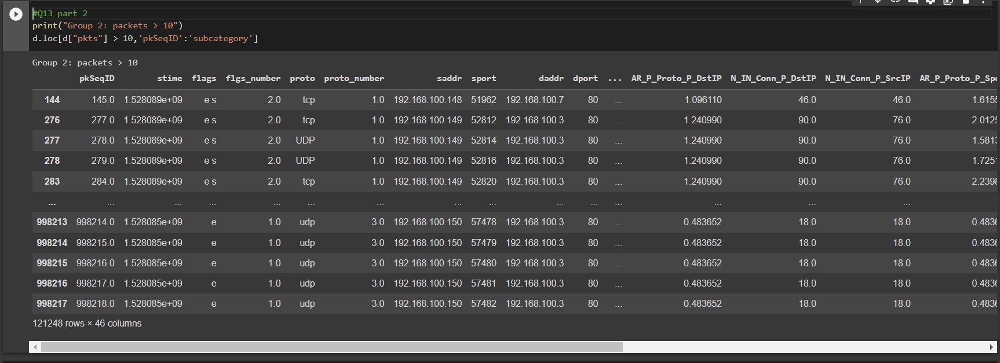 #Q13 part 2
print("Group 2: packets > 10")
d.loc[d["pkts"] > 10,'pkSeqID':'subcategory']
Group 2: packets > 10
pkSeqID stime flags flgs_number proto proto_number saddr sport daddr dport ... AR_P_Proto_P_DstIP N_IN_Conn_P_DstIP N_IN_Conn_P_SrcIP AR_P_Proto_P_Spo
144 145.0 1.528089e+09 e s 2.0 tcp 1.0 192.168.100.148 51962 192.168.100.7 80 ... 1.096110 46.0 46.0 1.6155
276 277.0 1.528089e+09 e s 2.0 tcp 1.0 192.168.100.149 52812 192.168.100.3 80 ... 1.240990 90.0 76.0 2.0125
277 278.0 1.528089e+09 e s 2.0 UDP 1.0 192.168.100.149 52814 192.168.100.3 80 ... 1.240990 90.0 76.0 1.581
278 279.0 1.528089e+09 e s 2.0 UDP 1.0 192.168.100.149 52816 192.168.100.3 80 ... 1.240990 90.0 76.0 1.725
283 284.0 1.528089e+09 e s 2.0 tcp 1.0 192.168.100.149 52820 192.168.100.3 80 ... 1.240990 90.0 76.0 2.2398
... ... ... ... ... ... ... ... ... ... ... ... ... ... ...
998213 998214.0 1.528085e+09 e 1.0 udp 3.0 192.168.100.150 57478 192.168.100.3 80 ... 0.483652 18.0 18.0 0.4836
998214 998215.0 1.528085e+09 e 1.0 udp 3.0 192.168.100.150 57479 192.168.100.3 80 ... 0.483652 18.0 18.0 0.4836
998215 998216.0 1.528085e+09 e 1.0 udp 3.0 192.168.100.150 57480 192.168.100.3 80 ... 0.483652 18.0 18.0 0.4836
998216 998217.0 1.528085e+09 e 1.0 udp 3.0 192.168.100.150 57481 192.168.100.3 80 ... 0.483652 18.0 18.0 0.4836
998217 998218.0 1.528085e+09 e 1.0 udp 3.0 192.168.100.150 57482 192.168.100.3 80 ... 0.483652 18.0 18.0 0.4836
121248 rows × 46 columns